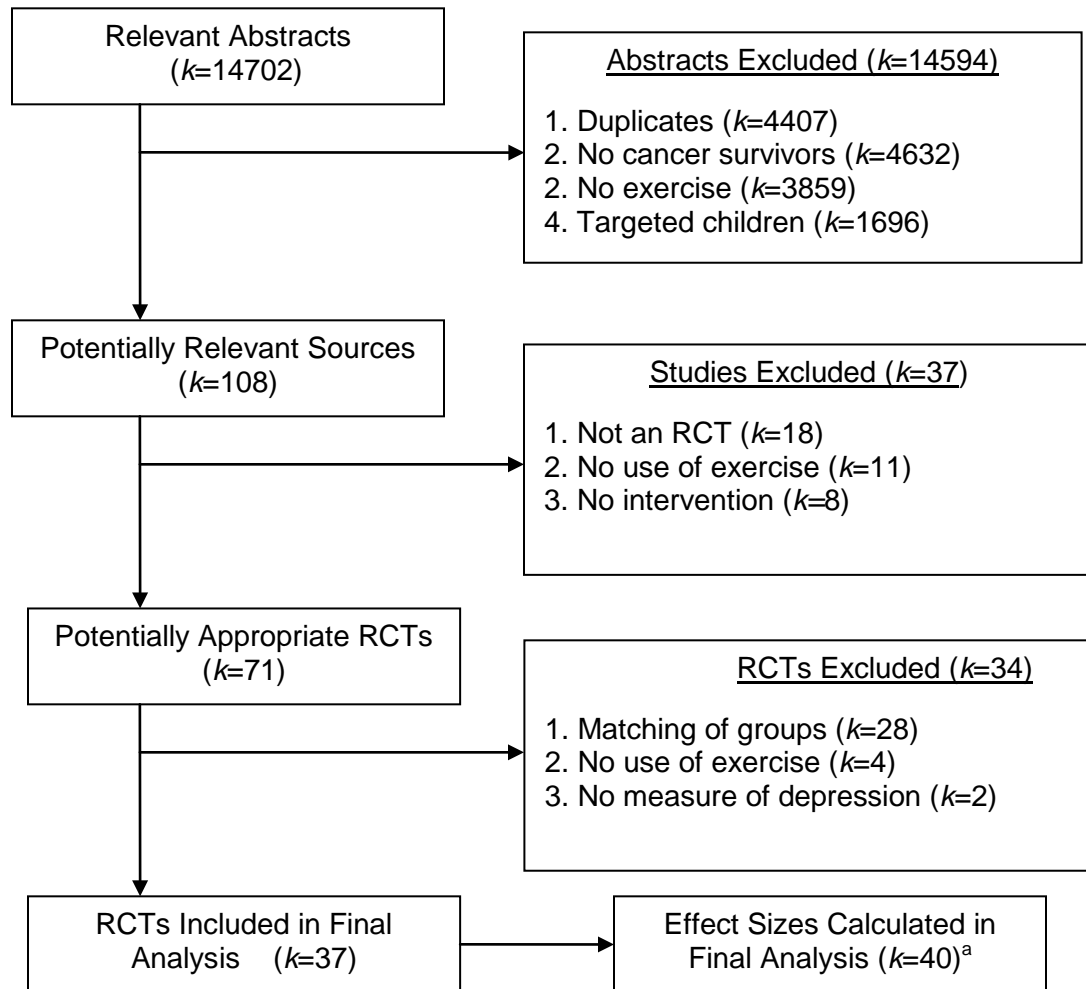 Relevant Abstracts
(k=14702)
Abstracts Excluded (k=14594)
1. Duplicates (k=4407)
2. No cancer survivors (k=4632)
2. No exercise (k=3859)
4. Targeted children (k=1696)
Potentially Relevant Sources
(k=108)
Studies Excluded (k=37)
1. Not an RCT (k=18)
2. No use of exercise (k=11)
3. No intervention (k=8)
Potentially Appropriate RCTs
(k=71)
RCTs Excluded (k=34)
1. Matching of groups (k=28)
2. No use of exercise (k=4)
3. No measure of depression (k=2)
RCTs Included in Final
Analysis (k=37)
Effect Sizes Calculated in
Final Analysis (k=40)a